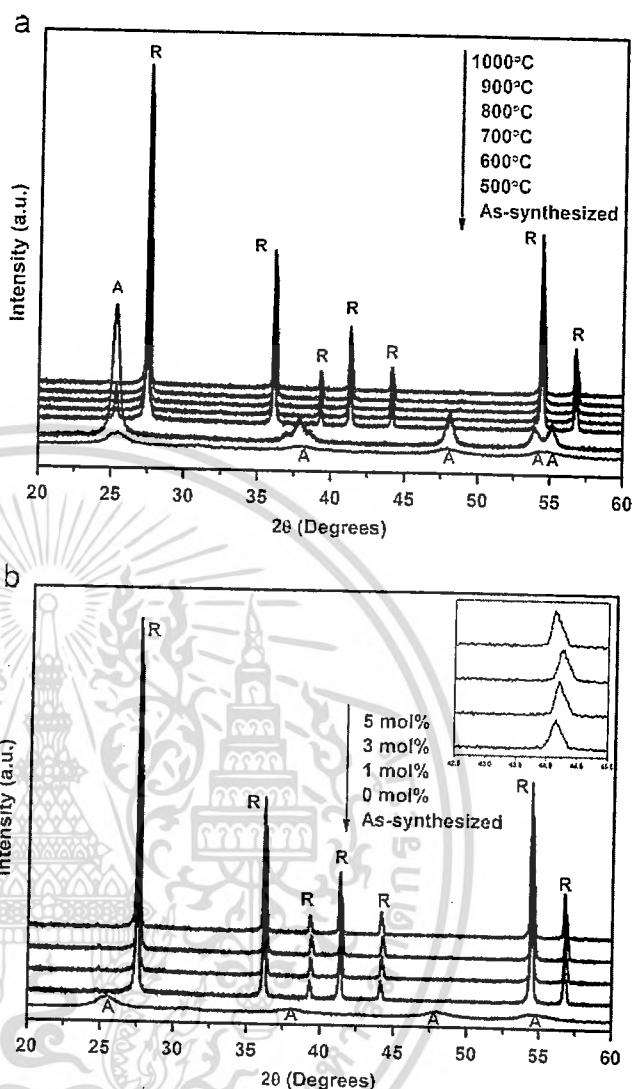 a
R
1000°C
900°C
800°C
700°C
600°C
500°C
As-synthesized
A
R
R
R
R
R
R
A
A
A A
Intensity (a.u.)
20 25 30 35 40 45 50 55 60
2θ (Degrees)
b
R
5 mol%
3 mol%
1 mol%
0 mol%
As-synthesized
R
R
R
R
R
R
A
A
A
A
Intensity (a.u.)
20 25 30 35 40 45 50 55 60
2θ (Degrees)